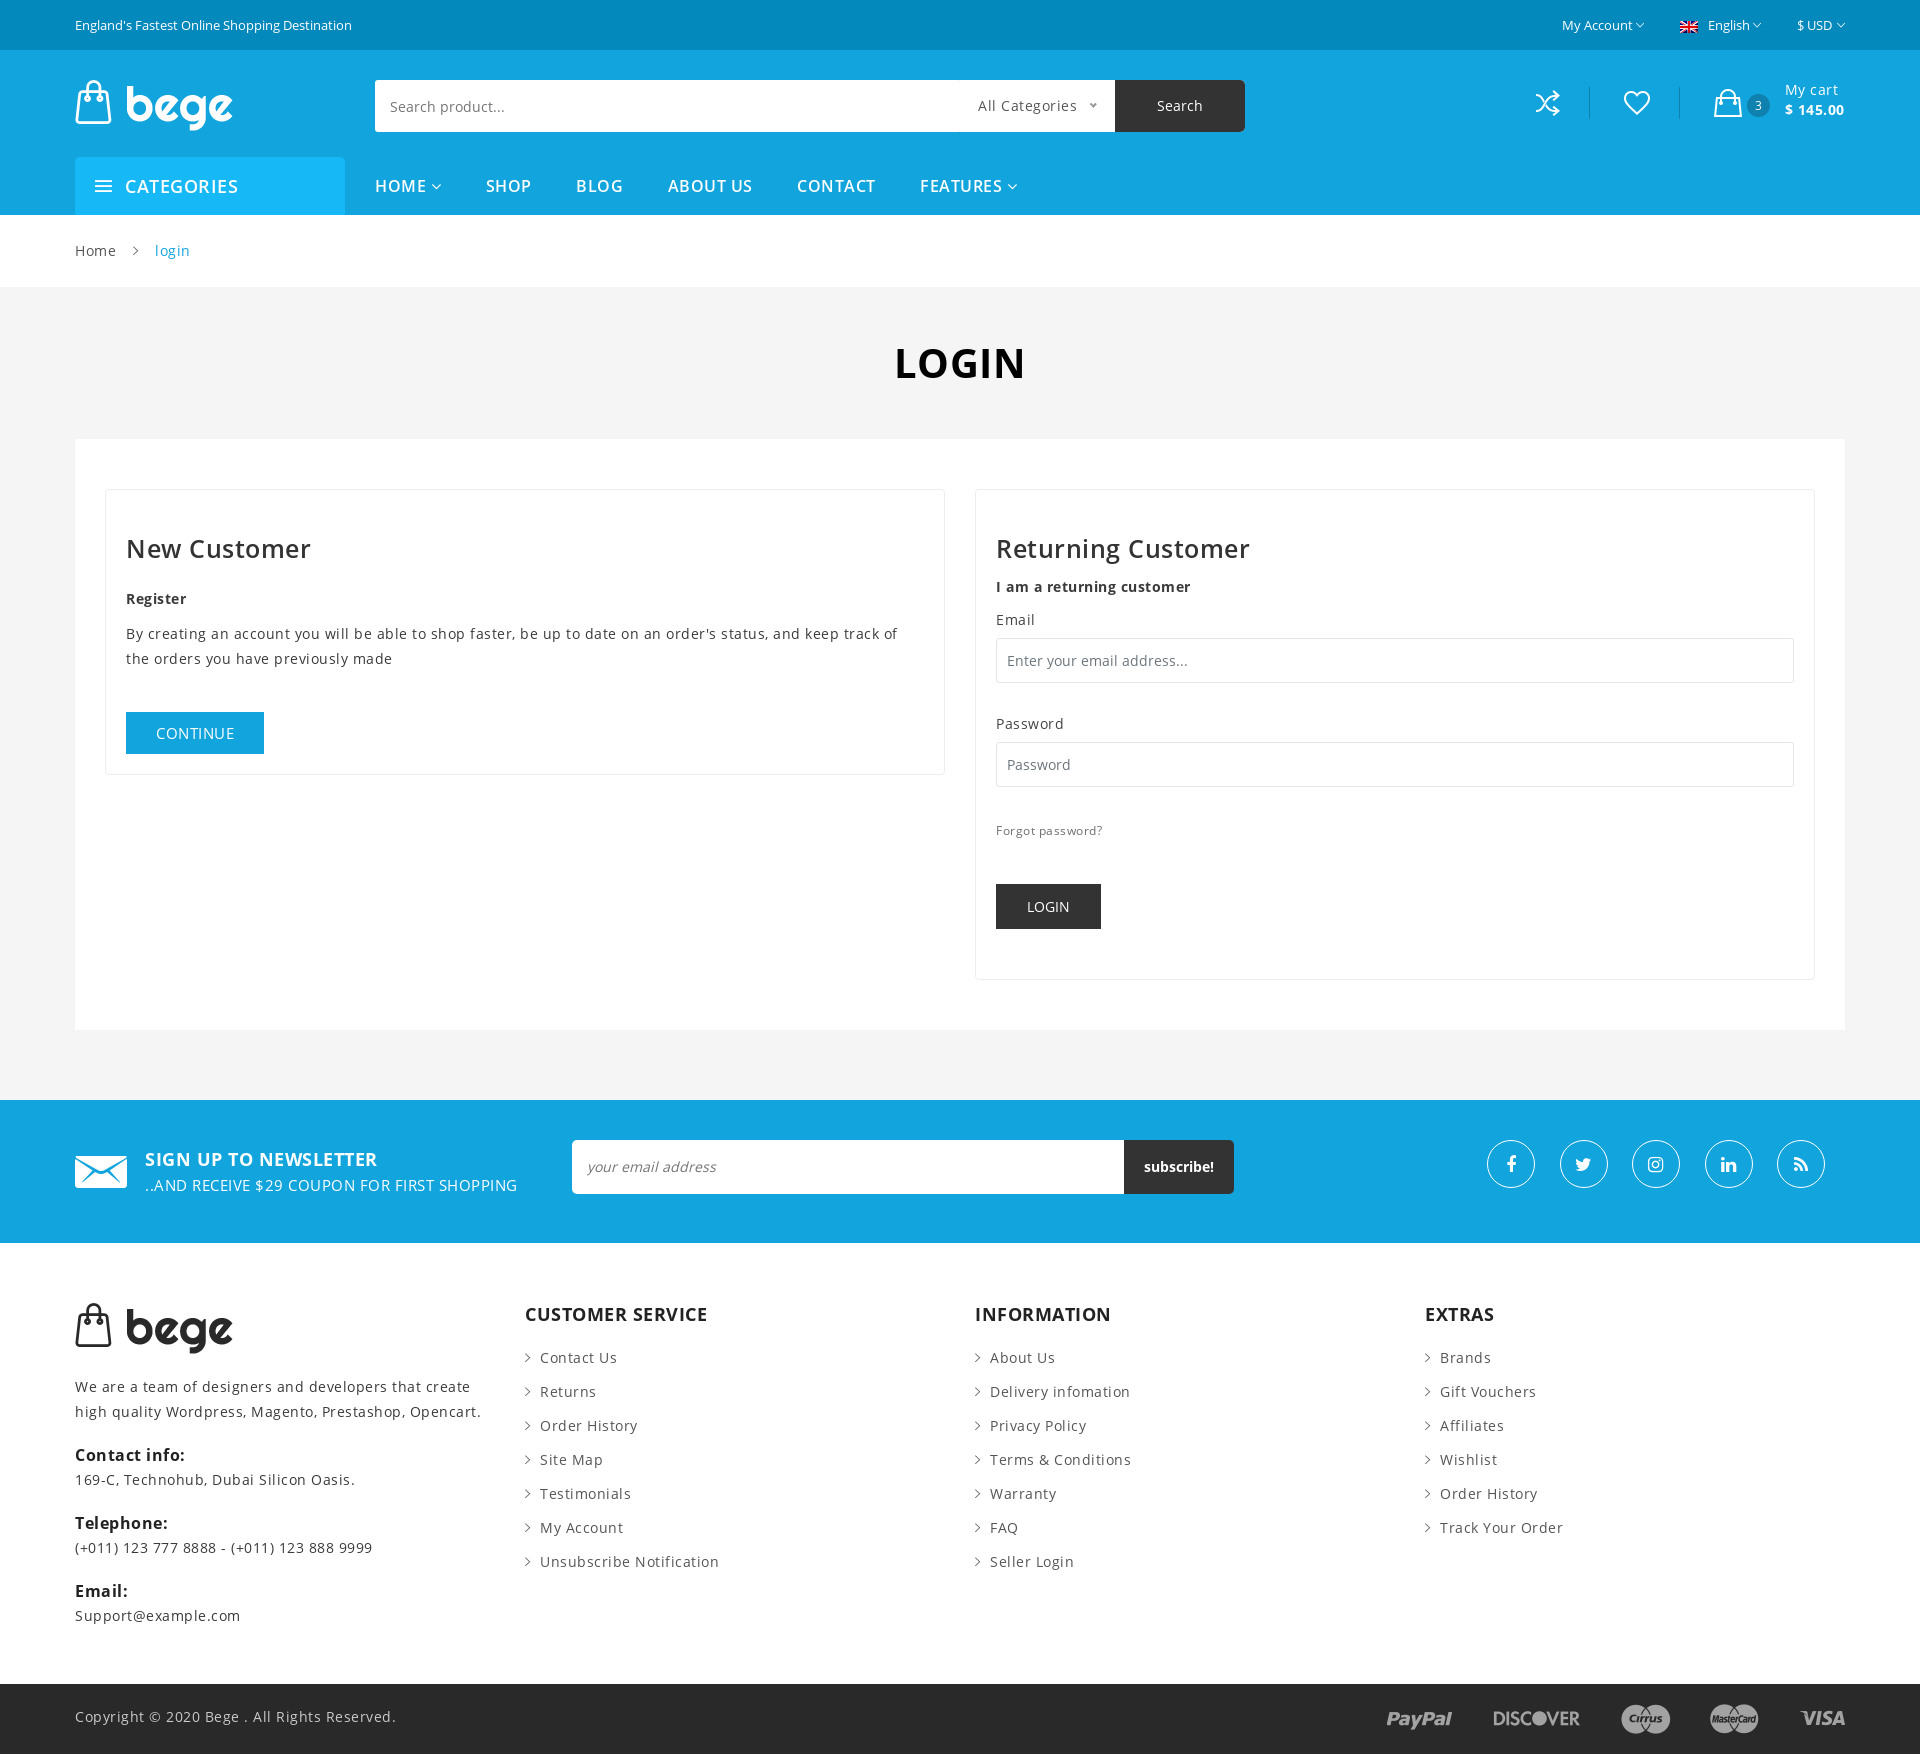 England's Fastest Online Shopping Destination
My Account
English
$ USD
bege
Search product...
All Categories
Search
3
My cart
$ 145.00
CATEGORIES
HOME
SHOP
BLOG
ABOUT US
CONTACT
FEATURES
Home
login
LOGIN
New Customer
Register
By creating an account you will be able to shop faster, be up to date on an order's status, and keep track of
the orders you have previously made
CONTINUE
Returning Customer
I am a returning customer
Email
Enter your email address...
Password
Password
Forgot password?
LOGIN
SIGN UP TO NEWSLETTER
..AND RECEIVE $29 COUPON FOR FIRST SHOPPING
your email address
subscribe!
bege
We are a team of designers and developers that create
high quality Wordpress, Magento, Prestashop, Opencart.
Contact info:
169-C, Technohub, Dubai Silicon Oasis.
Telephone:
(+011) 123 777 8888 - (+011) 123 888 9999
Email:
Support@example.com
CUSTOMER SERVICE
Contact Us
Returns
Order History
Site Map
Testimonials
My Account
Unsubscribe Notification
INFORMATION
About Us
Delivery infomation
Privacy Policy
Terms & Conditions
Warranty
FAQ
Seller Login
EXTRAS
Brands
Gift Vouchers
Affiliates
Wishlist
Order History
Track Your Order
Copyright © 2020 Bege . All Rights Reserved.
PayPal
DISCOVER
Cirrus
MasterCard
VISA